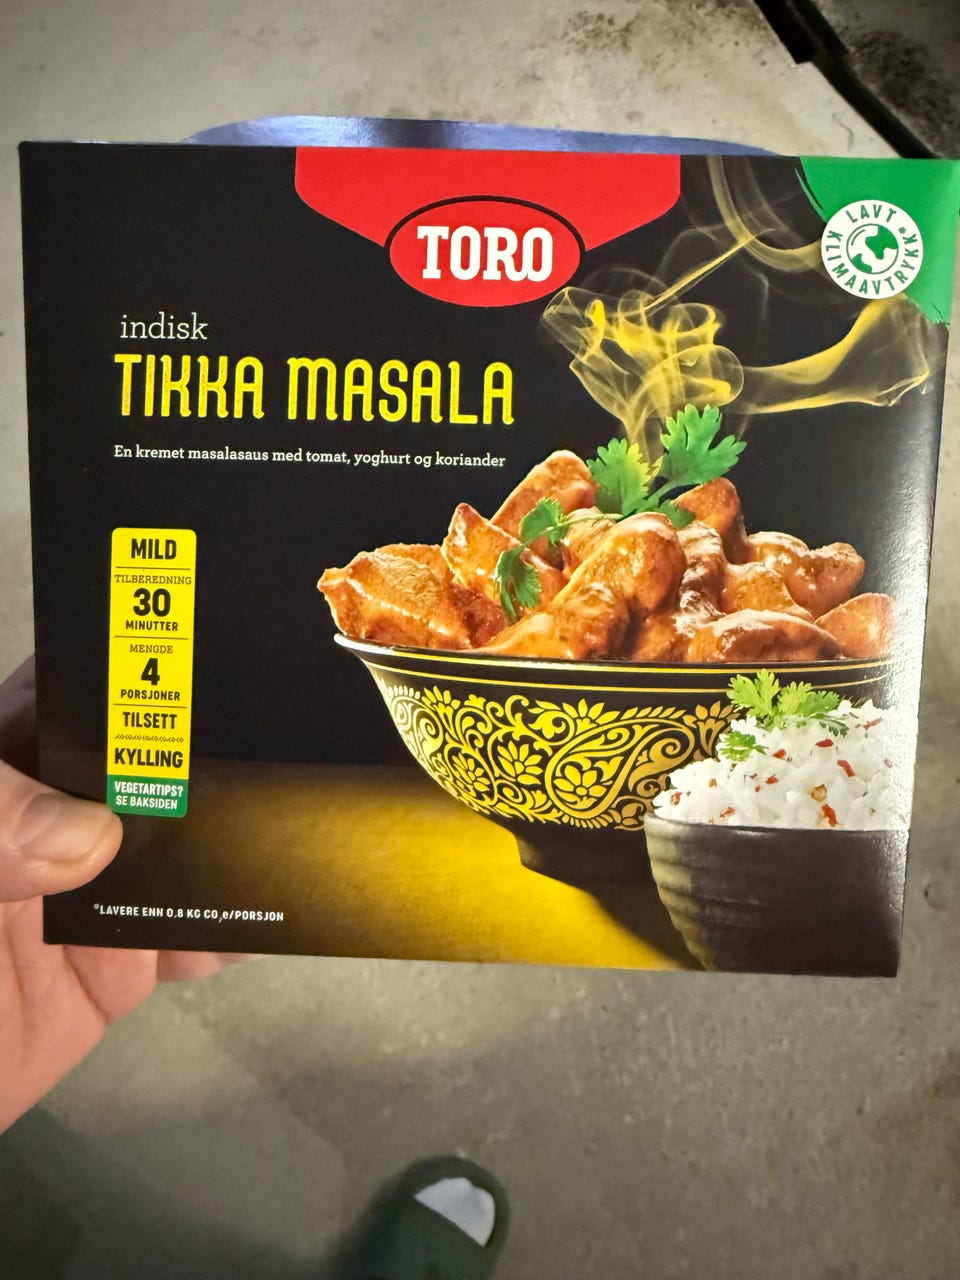 TORO
LAVT KLIMAAVTRYKK*
indisk
TIKKA MASALA
En kremet masalasaus med tomat, yoghurt og koriander
MILD
TILBEREDNING
30
MINUTTER
MENGDE
4
PORSJONER
TILSETT
KYLLING
VEGETARTIPS?
SE BAKSIDEN
*LAVERE ENN 0,8 KG CO₂e/PORSJON